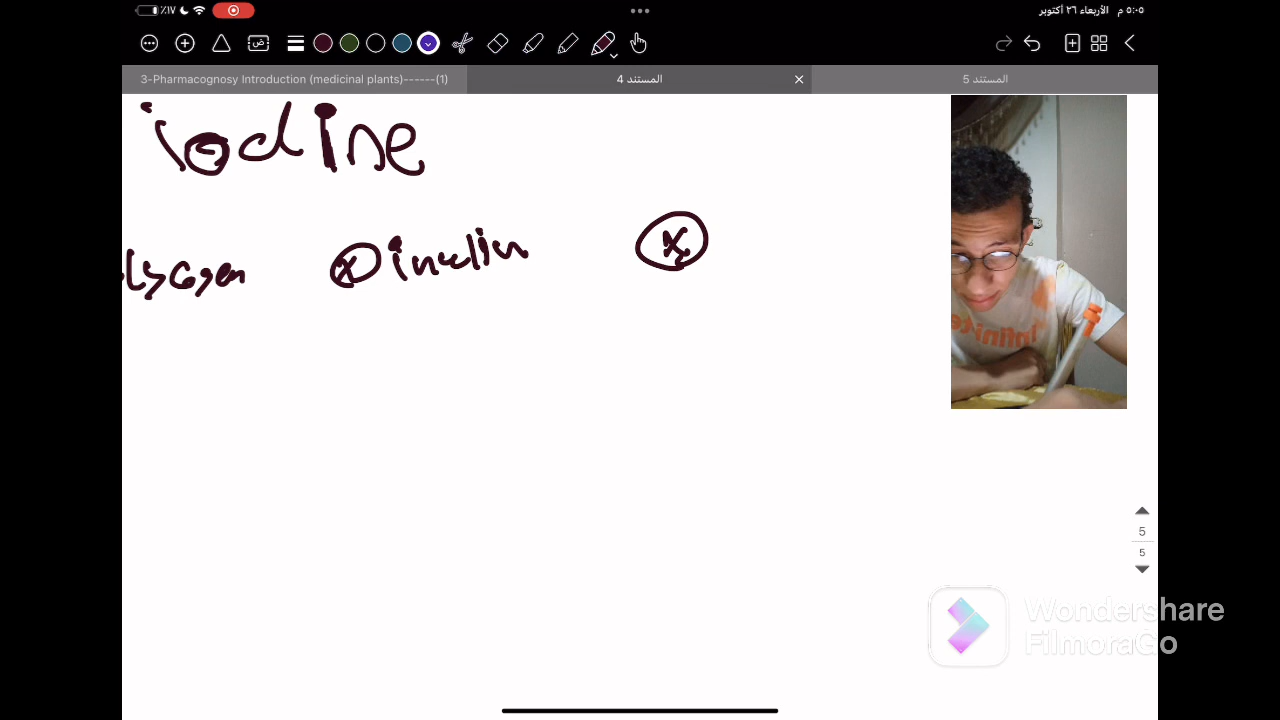 ٪١٧
٥:٠٥ م الأربعاء ٢٦ أكتوبر
3-Pharmacognosy Introduction (medicinal plants)------(1)
المستند 4
المستند 5
iodine
lycogen x inulin x
infinite
5
5
Wondershare
FilmoraGo